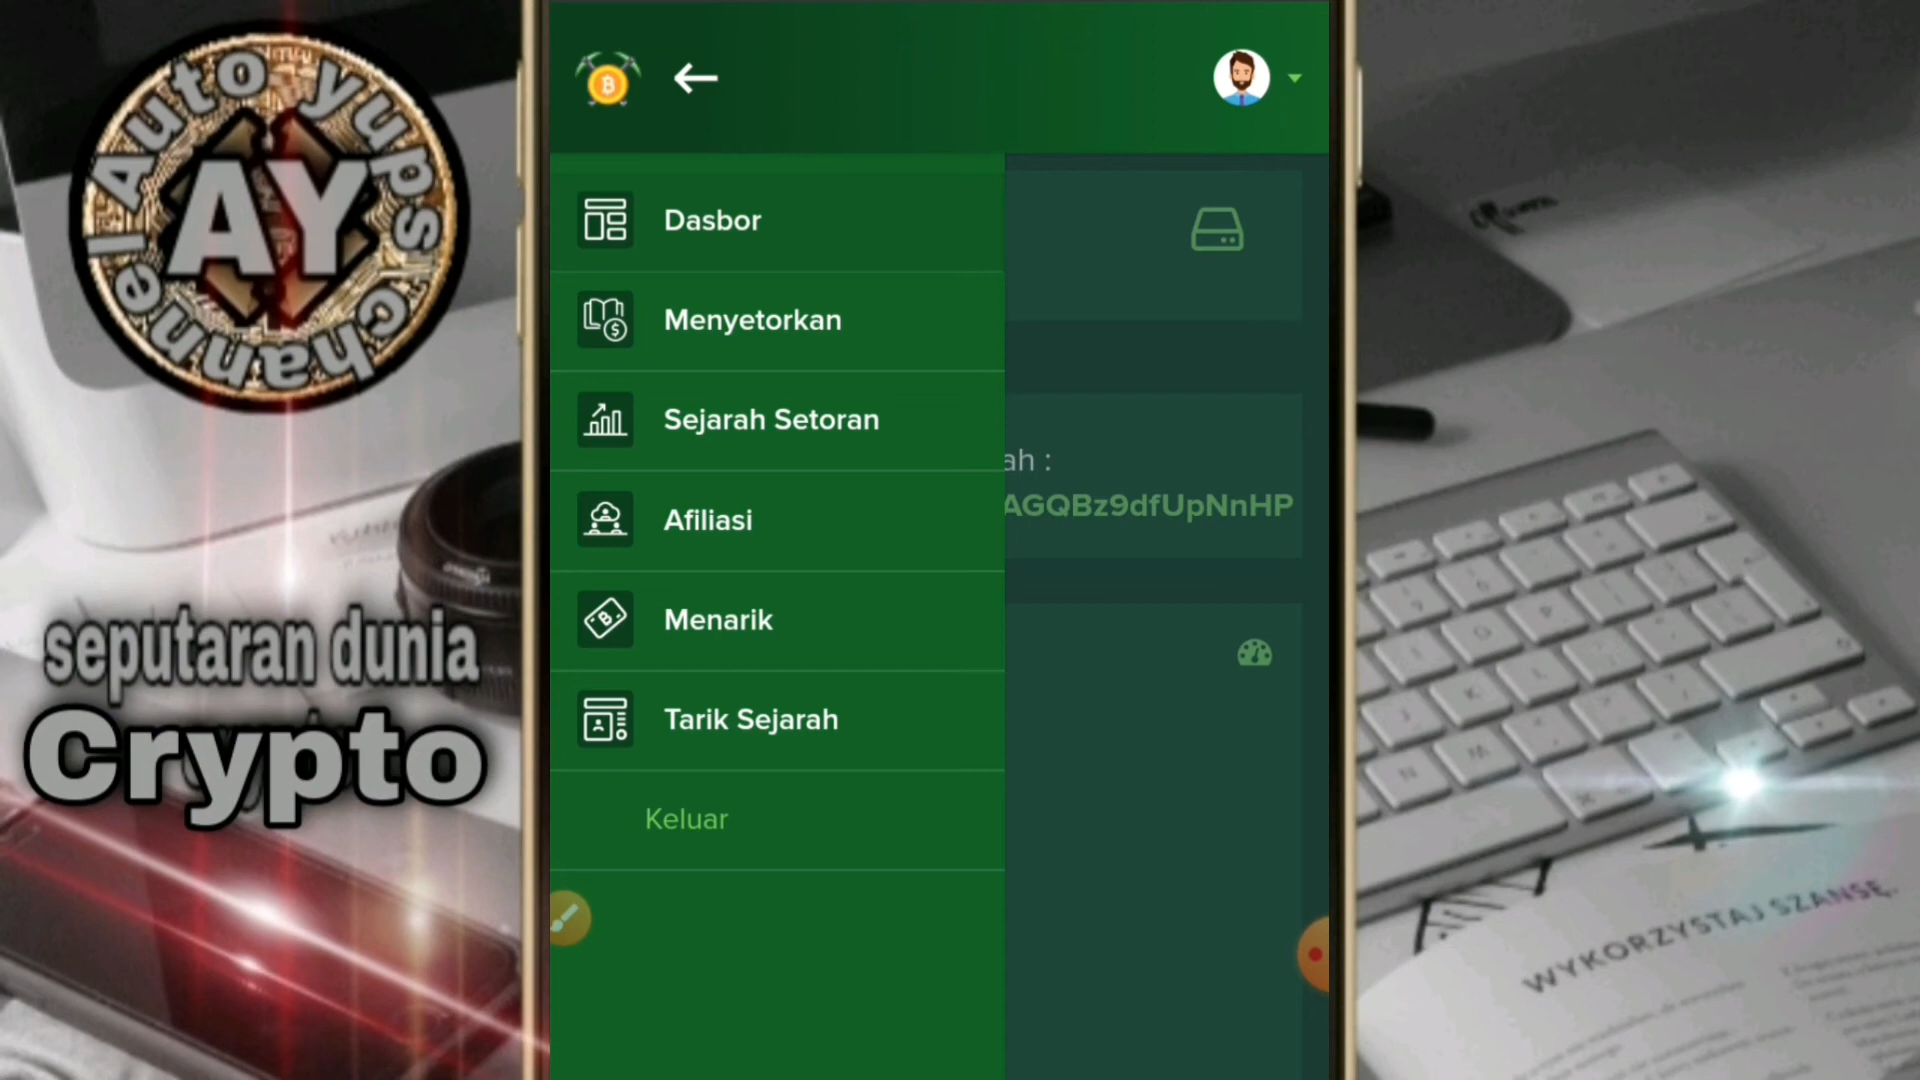 Auto yups channel
AY
seputaran dunia
Crypto
Dasbor
Menyetorkan
Sejarah Setoran
Afiliasi
Menarik
Tarik Sejarah
Keluar
ah :
AGQBz9dfUpNnHP
WYKORZYSTAJ SZANSĘ.